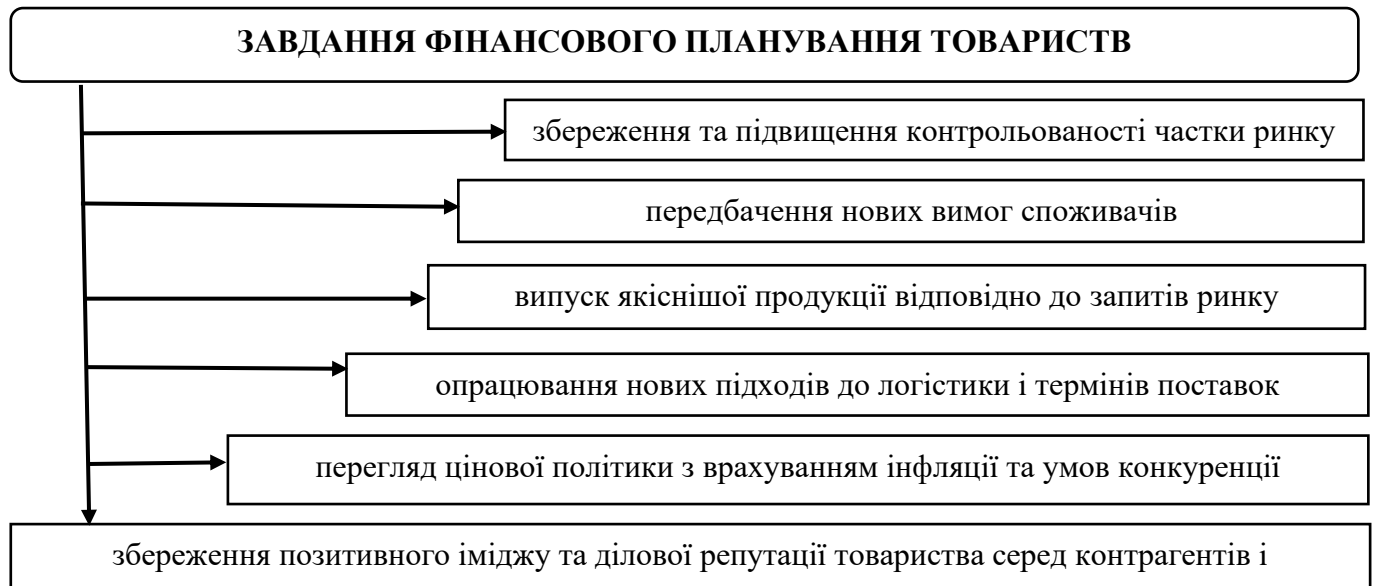 ЗАВДАННЯ ФІНАНСОВОГО ПЛАНУВАННЯ ТОВАРИСТВ
збереження та підвищення контрольованості частки ринку
передбачення нових вимог споживачів
випуск якіснішої продукції відповідно до запитів ринку
опрацювання нових підходів до логістики і термінів поставок
перегляд цінової політики з врахуванням інфляції та умов конкуренції
збереження позитивного іміджу та ділової репутації товариства серед контрагентів і